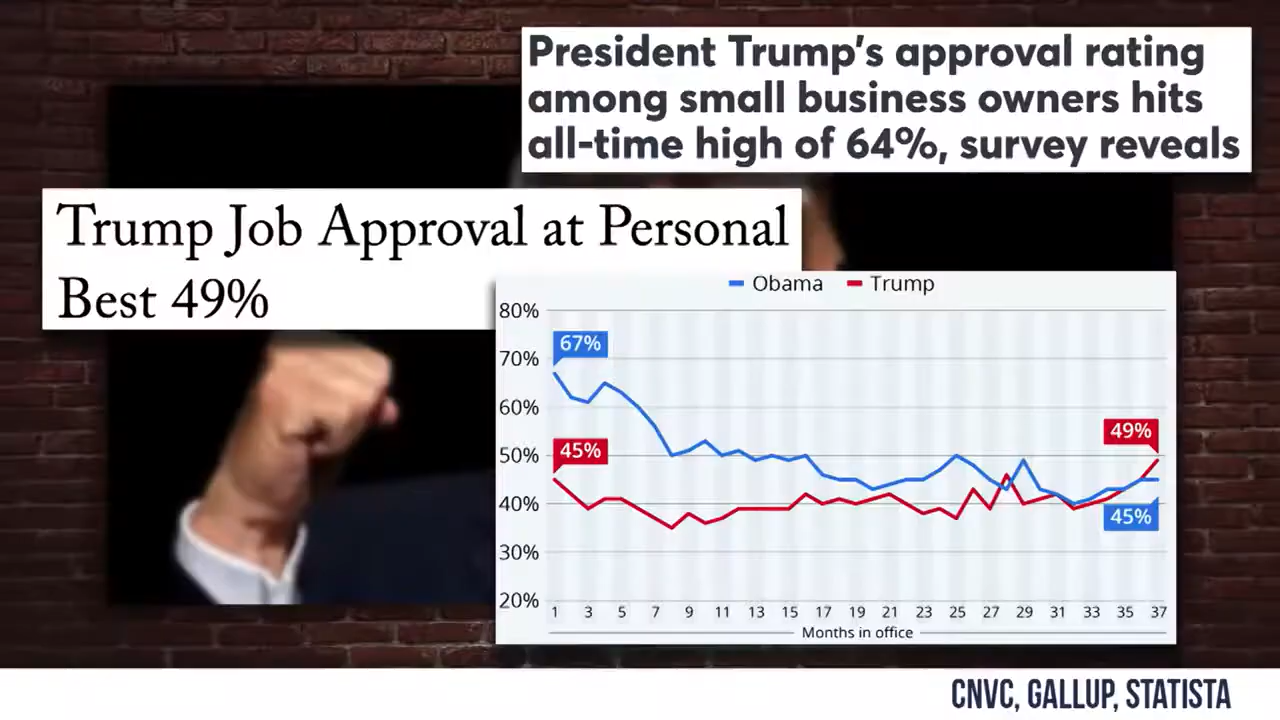 President Trump's approval rating
among small business owners hits
all-time high of 64%, survey reveals
Trump Job Approval at Personal
Best 49%
Obama Trump
80%
70%
60%
50%
40%
30%
20%
67%
45%
49%
45%
1 3 5 7 9 11 13 15 17 19 21 23 25 27 29 31 33 35 37
Months in office
CNVC, GALLUP, STATISTA